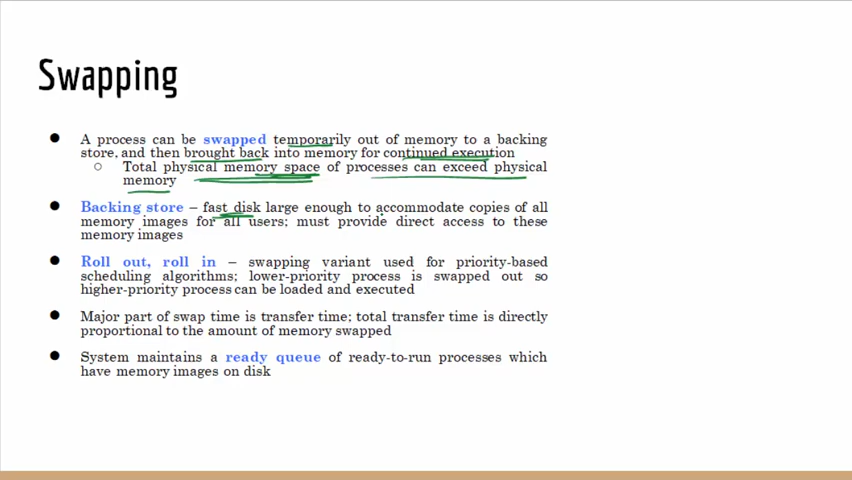 Swapping
● A process can be swapped temporarily out of memory to a backing
store, and then brought back into memory for continued execution
○ Total physical memory space of processes can exceed physical
memory
● Backing store – fast disk large enough to accommodate copies of all
memory images for all users; must provide direct access to these
memory images
● Roll out, roll in – swapping variant used for priority-based
scheduling algorithms; lower-priority process is swapped out so
higher-priority process can be loaded and executed
● Major part of swap time is transfer time; total transfer time is directly
proportional to the amount of memory swapped
● System maintains a ready queue of ready-to-run processes which
have memory images on disk